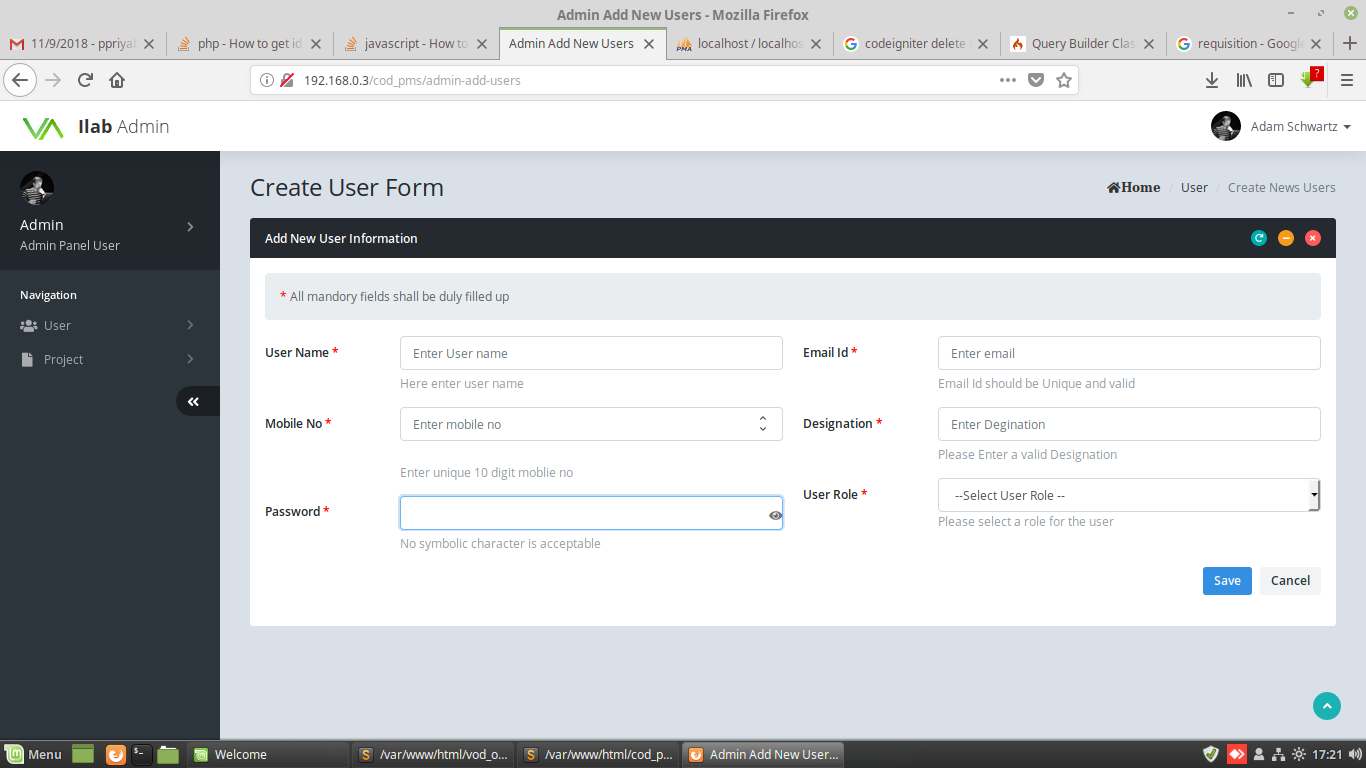 Admin Add New Users - Mozilla Firefox
11/9/2018 - ppriya
php - How to get id
javascript - How to
Admin Add New Users
localhost / localhos
codeigniter delete
Query Builder Clas
requisition - Google
192.168.0.3/cod_pms/admin-add-users
?
Ilab Admin
Adam Schwartz
Admin
Admin Panel User
Navigation
User
Project
Create User Form
Home / User / Create News Users
Add New User Information
* All mandory fields shall be duly filled up
User Name *
Enter User name
Here enter user name
Email Id *
Enter email
Email Id should be Unique and valid
Mobile No *
Enter mobile no
Enter unique 10 digit moblie no
Designation *
Enter Degination
Please Enter a valid Designation
Password *
No symbolic character is acceptable
User Role *
--Select User Role --
Please select a role for the user
Save
Cancel
Menu
Welcome
/var/www/html/vod_o...
/var/www/html/cod_p...
Admin Add New User...
17:21